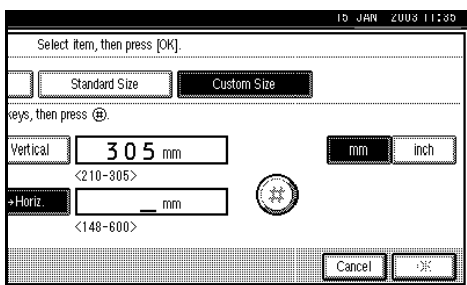 15 JAN 2003 11:35
Select item, then press [OK].
Standard Size Custom Size
keys, then press (#).
Vertical 305 mm mm inch
<210-305>
→Horiz. _ mm #
<148-600>
Cancel OK